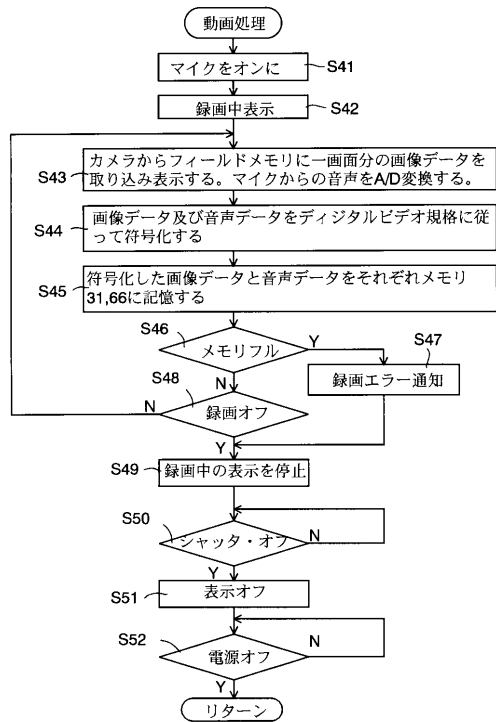 動画処理
マイクをオンに
S41
録画中表示
S42
カメラからフィールドメモリに一画面分の画像データを
取り込み表示する。マイクからの音声をA/D変換する。
S43
画像データ及び音声データをディジタルビデオ規格に従
って符号化する
S44
符号化した画像データと音声データをそれぞれメモリ
31,66に記憶する
S45
S46
メモリフル
Y
N
S47
録画エラー通知
S48
録画オフ
N
Y
S49
録画中の表示を停止
S50
シャッタ・オフ
N
Y
S51
表示オフ
S52
電源オフ
N
Y
リターン